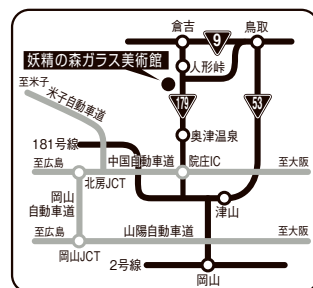 倉吉
9
鳥取
妖精の森ガラス美術館
人形峠
至米子
米子自動車道
179
53
奥津温泉
181号線
至広島
中国自動車道
院庄IC
至大阪
北房JCT
岡山
自動車道
津山
至広島
山陽自動車道
至大阪
岡山JCT
2号線
岡山